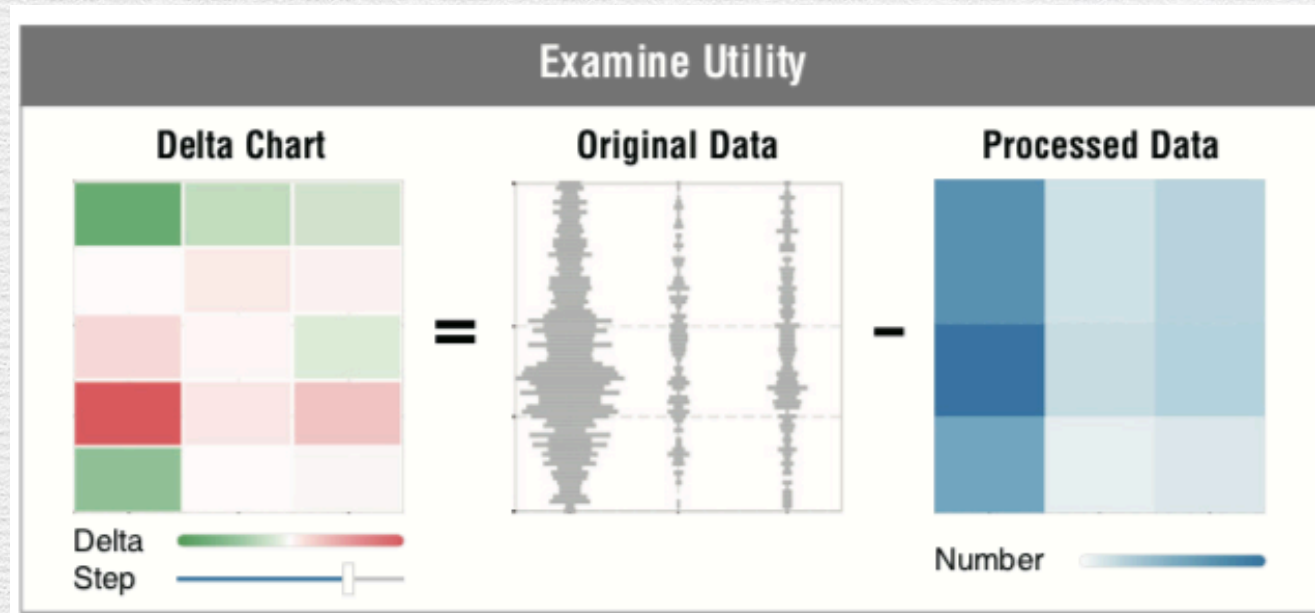 Examine Utility
Delta Chart
Original Data
Processed Data
=
-
Delta
Step
Number